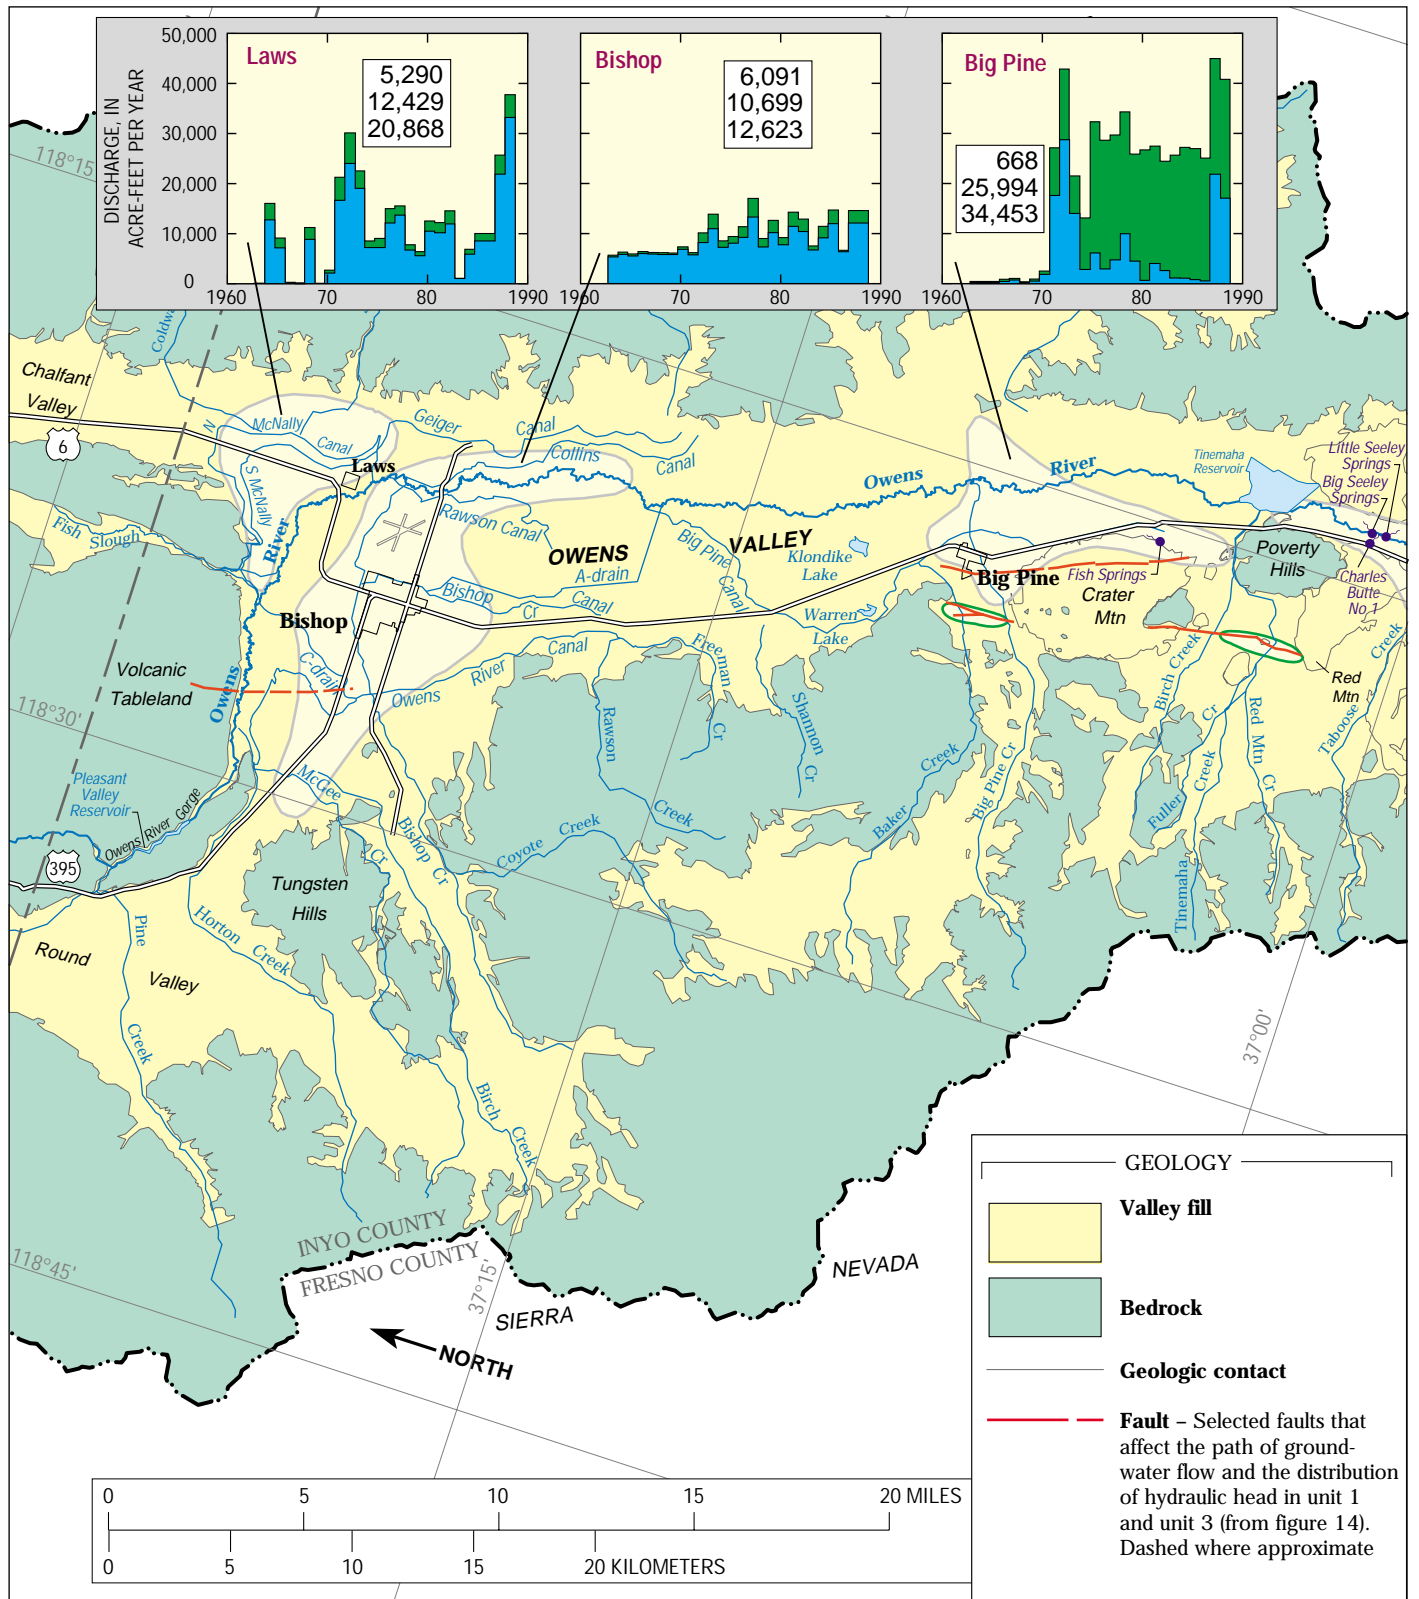 50,000
40,000
30,000
20,000
10,000
0
DISCHARGE, IN
ACRE-FEET PER YEAR
Laws
5,290
12,429
20,868
1960
70
80
1990
Bishop
6,091
10,699
12,623
1960
70
80
1990
Big Pine
668
25,994
34,453
1960
70
80
1990
118°15'
Chalfant
Valley
6
N
McNally
Canal
S McNally
Laws
Geiger
Canal
Collins
Canal
Owens
River
Tinemaha
Reservoir
Little Seeley
Springs
Big Seeley
Springs
Fish Slough
River
Rawson Canal
OWENS
VALLEY
A-drain
Big Pine
Canal
Klondike
Lake
Big Pine
Fish Springs
Crater
Mtn
Poverty
Hills
Charles
Butte
No 1
Bishop
Bishop
Cr
Canal
Warren
Lake
Volcanic
Tableland
Owens
C-drain
Owens
River
Canal
Freeman
Cr
Shannon
Cr
Rawson
Creek
Birch Creek
Red
Mtn
Creek
Taboose
118°30'
Pleasant
Valley
Reservoir
Owens River Gorge
McGee
Cr
Bishop
Cr
Coyote
Creek
Baker
Creek
Big Pine Cr
Fuller
Cr
Creek
Tinemaha
Red Mtn
Cr
395
Tungsten
Hills
Horton
Creek
Pine
Creek
Round
Valley
Birch
Creek
37°00'
INYO COUNTY
FRESNO COUNTY
118°45'
37°15'
SIERRA
NEVADA
NORTH
GEOLOGY
Valley fill
Bedrock
Geologic contact
Fault – Selected faults that
affect the path of ground-
water flow and the distribution
of hydraulic head in unit 1
and unit 3 (from figure 14).
Dashed where approximate
0
5
10
15
20 MILES
0
5
10
15
20 KILOMETERS